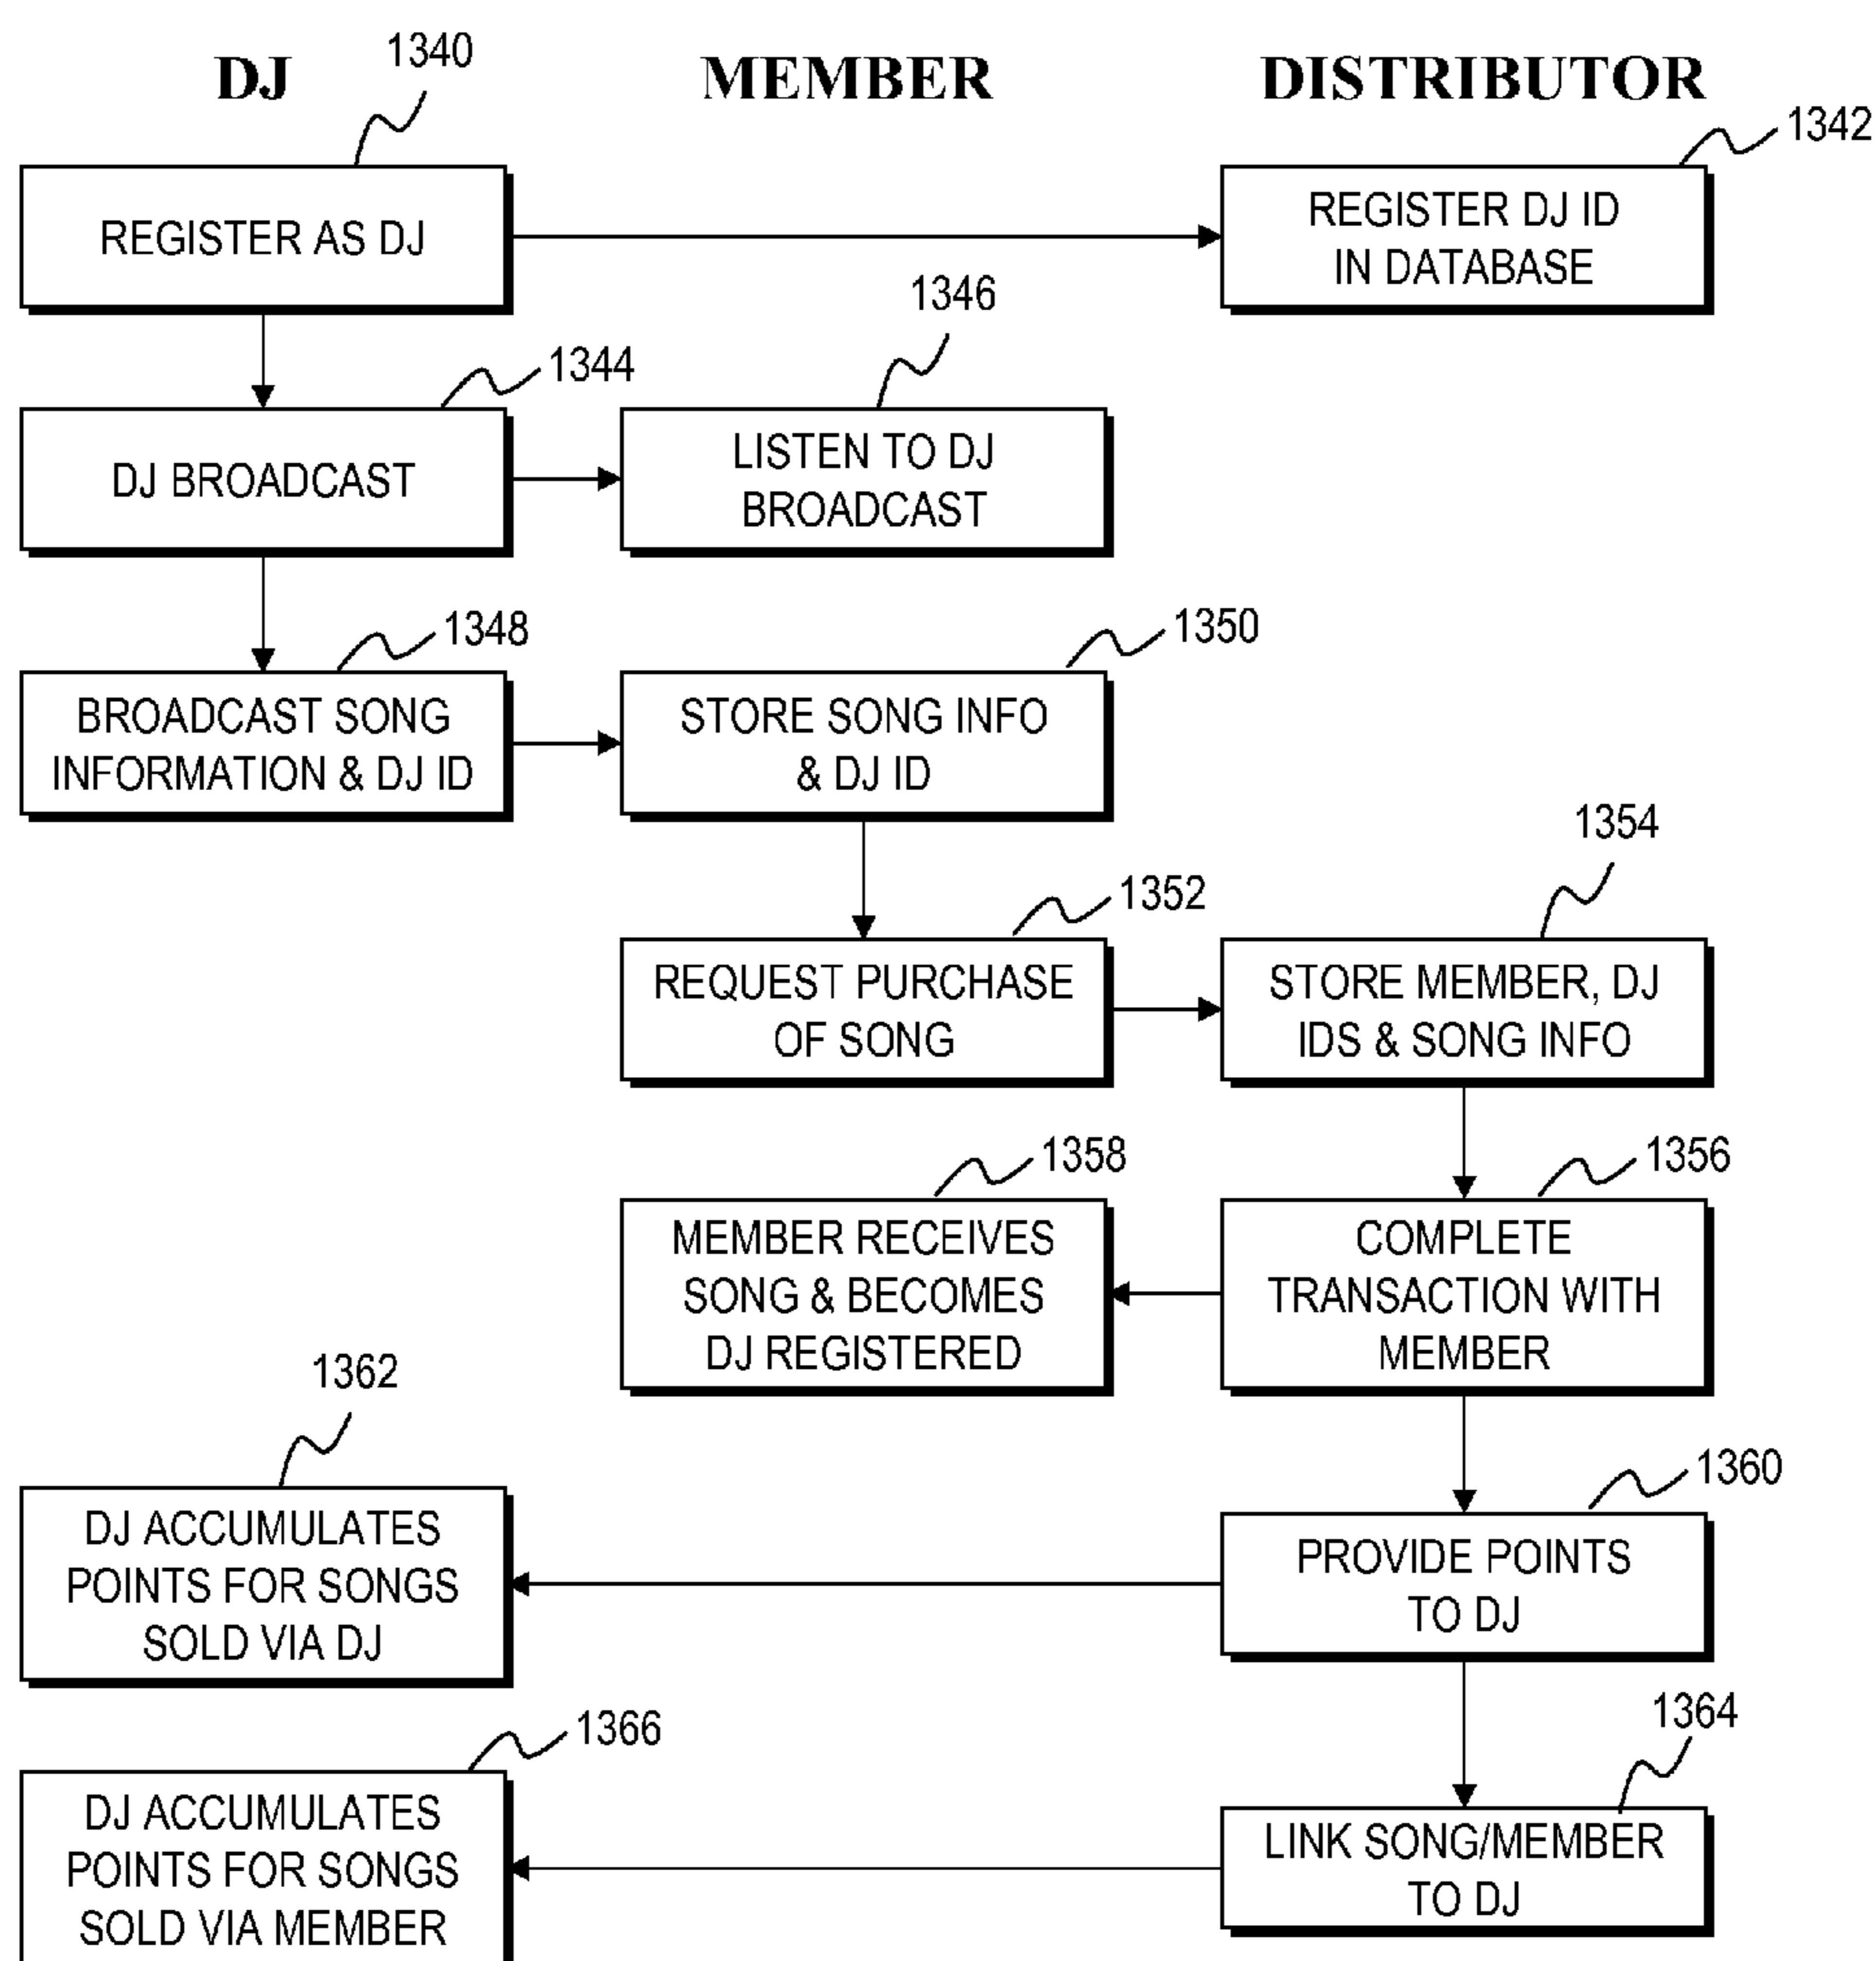 1340
DJ
MEMBER
DISTRIBUTOR
1342
REGISTER AS DJ
REGISTER DJ ID
IN DATABASE
1346
1344
DJ BROADCAST
LISTEN TO DJ
BROADCAST
1348
1350
BROADCAST SONG
INFORMATION & DJ ID
STORE SONG INFO
& DJ ID
1354
1352
REQUEST PURCHASE
OF SONG
STORE MEMBER, DJ
IDS & SONG INFO
1358
1356
MEMBER RECEIVES
SONG & BECOMES
DJ REGISTERED
COMPLETE
TRANSACTION WITH
MEMBER
1362
1360
DJ ACCUMULATES
POINTS FOR SONGS
SOLD VIA DJ
PROVIDE POINTS
TO DJ
1366
1364
DJ ACCUMULATES
POINTS FOR SONGS
SOLD VIA MEMBER
LINK SONG/MEMBER
TO DJ